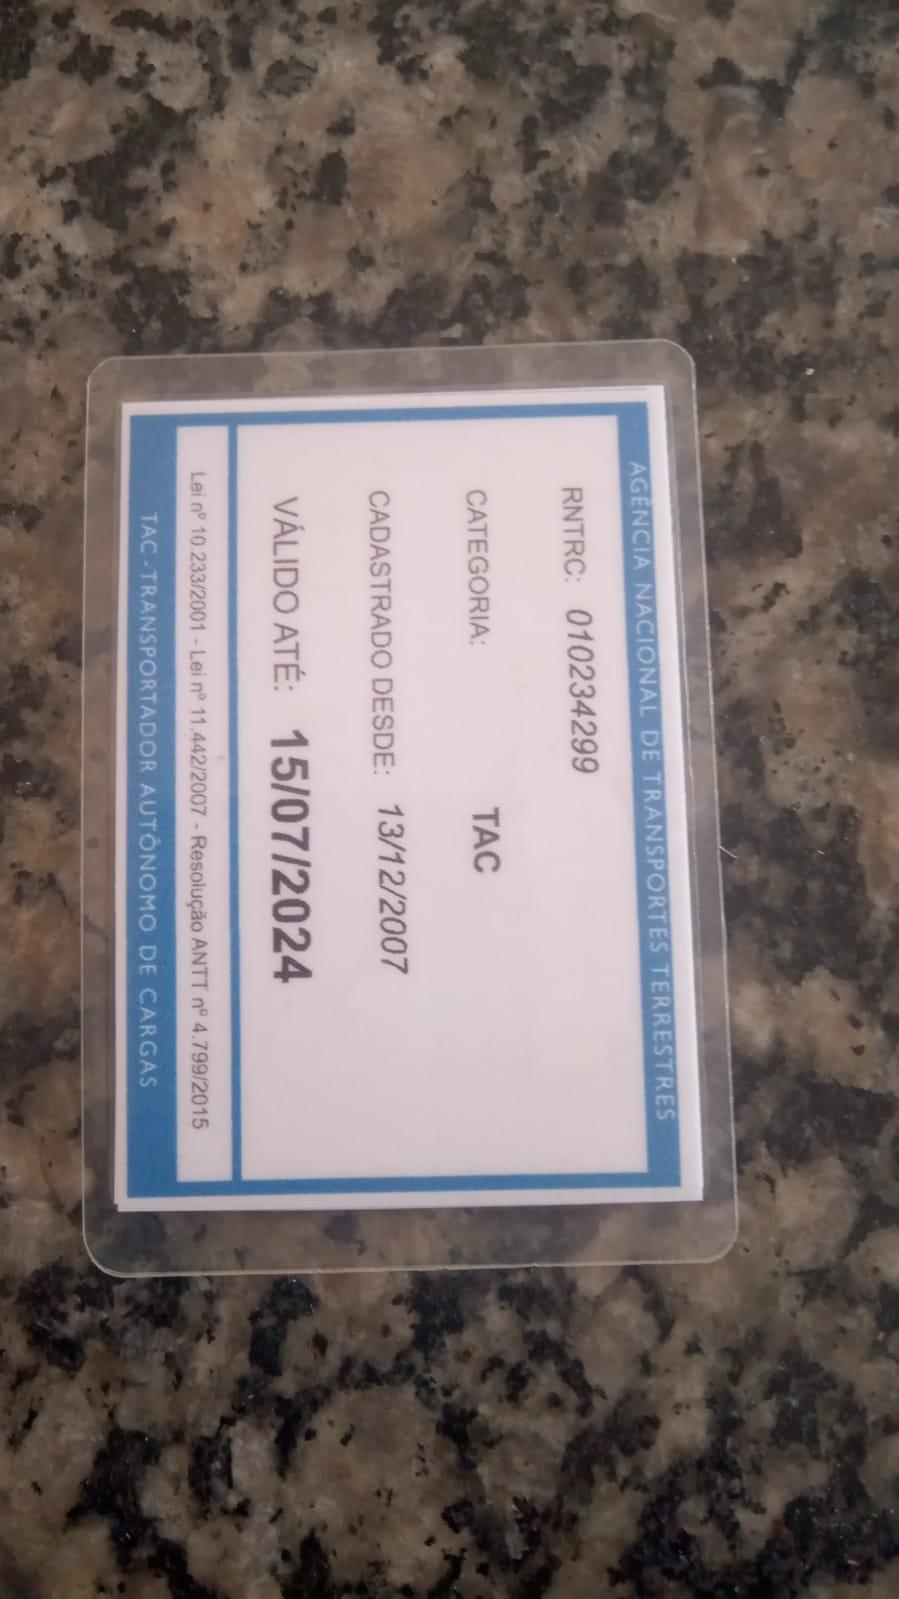 AGÊNCIA NACIONAL DE TRANSPORTES TERRESTRES
RNTRC: 010234299
CATEGORIA: TAC
CADASTRADO DESDE: 13/12/2007
VÁLIDO ATÉ: 15/07/2024
Lei nº 10.233/2001 - Lei nº 11.442/2007 - Resolução ANTT nº 4.799/2015
TAC -TRANSPORTADOR AUTÔNOMO DE CARGAS